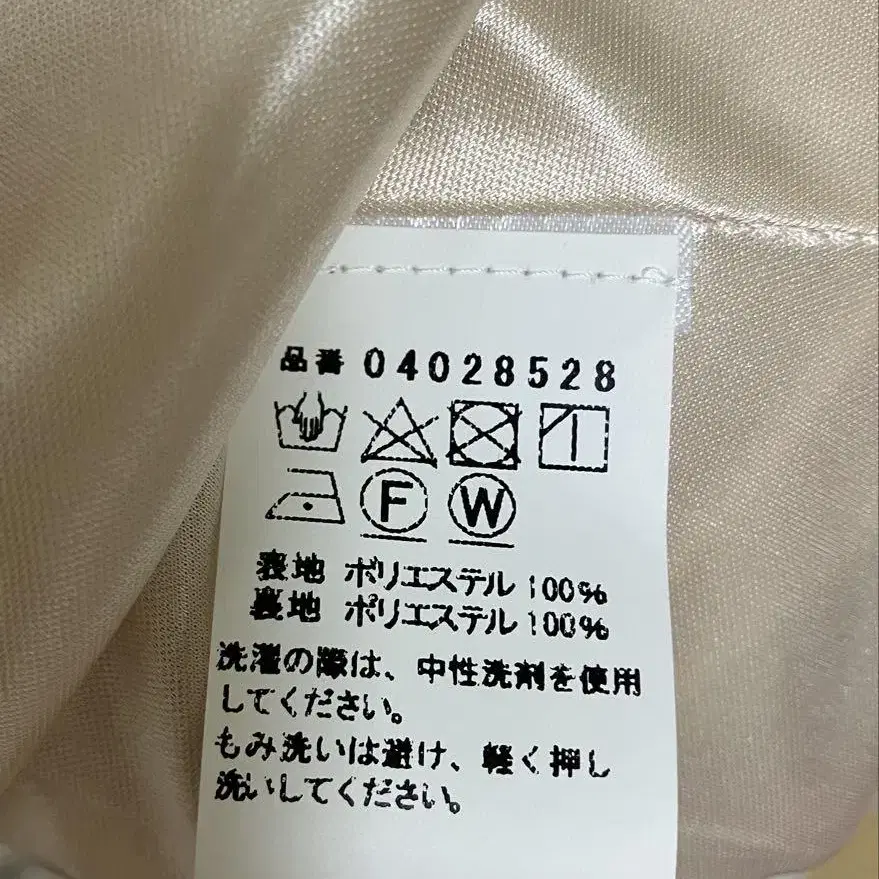 品番 04028528
F W
表地 ポリエステル 100%
裏地 ポリエステル 100%
洗濯の際は、中性洗剤を使用
してください。
もみ洗いは避け、軽く押し
洗いしてください。